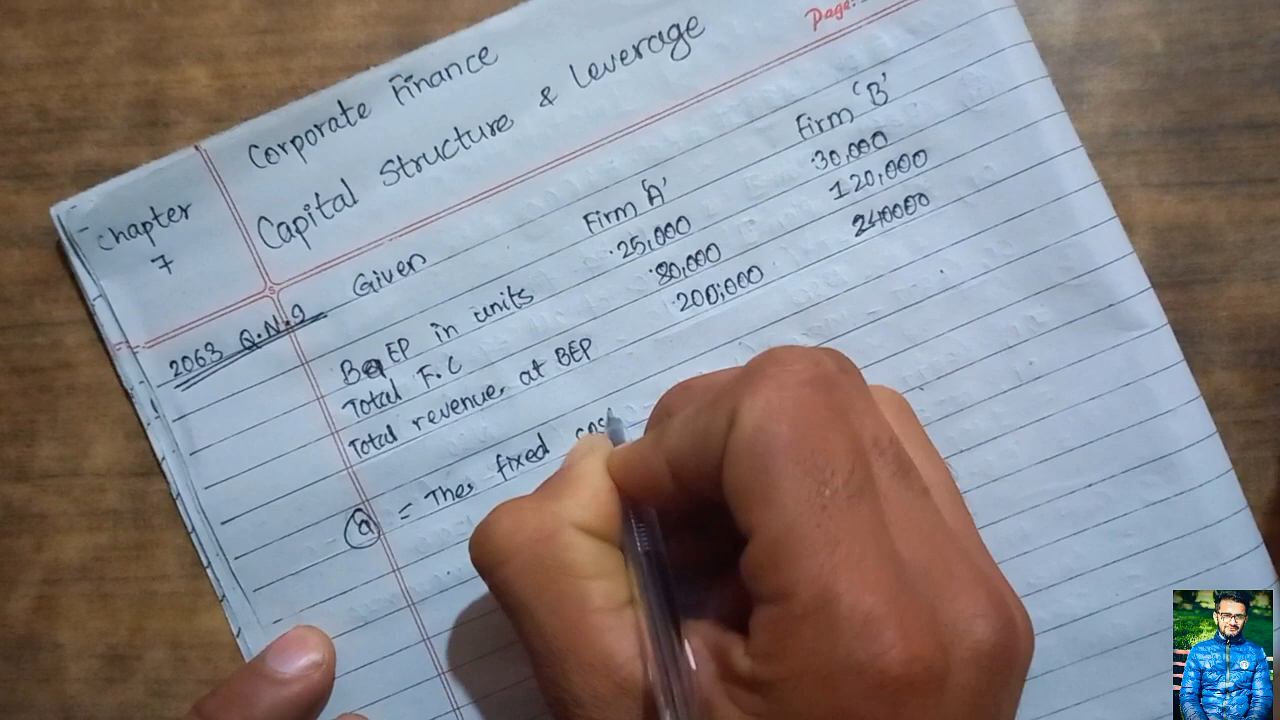 Page:
Corporate Finance
Capital Structure & Leverage
Chapter
7
2063 Q.N.9
Given Firm 'A' Firm 'B'
BEP in units 25,000 30,000
Total F.C 80,000 120,000
Total revenue at BEP 200,000 240000
(a) = The fixed cos